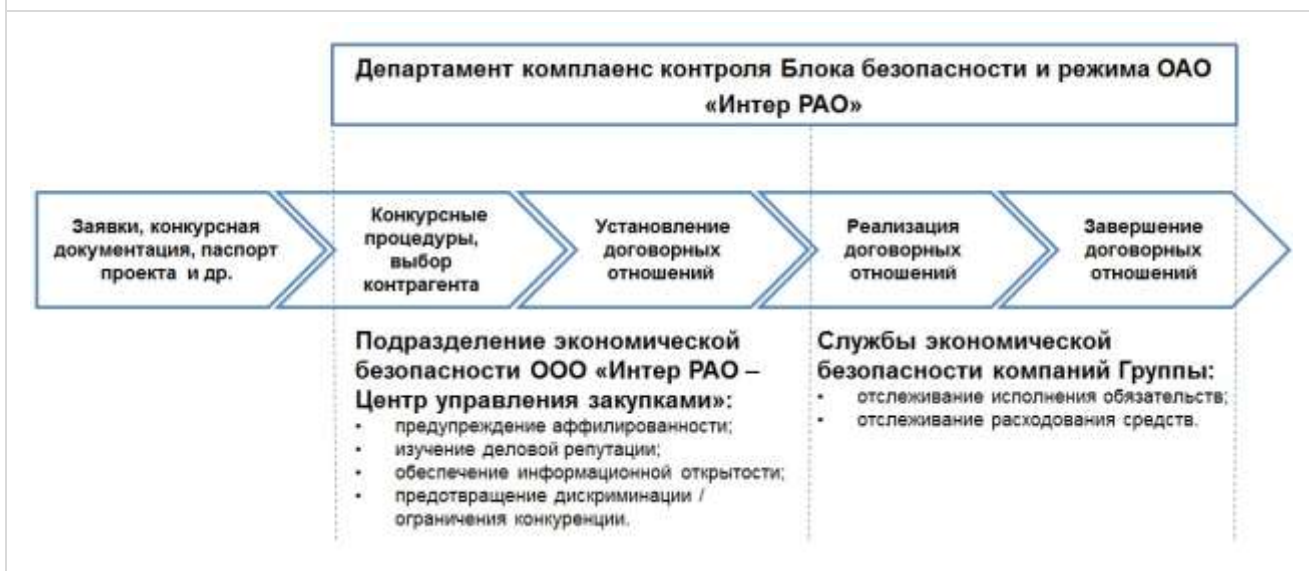 Департамент комплаенс контроля Блока безопасности и режима ОАО
«Интер РАО»
Заявки, конкурсная
документация, паспорт
проекта и др.
Конкурсные
процедуры,
выбор
контрагента
Установление
договорных
отношений
Реализация
договорных
отношений
Завершение
договорных
отношений
Подразделение экономической
безопасности ООО «Интер РАО –
Центр управления закупками»:
• предупреждение аффилированности;
• изучение деловой репутации;
• обеспечение информационной открытости;
• предотвращение дискриминации /
ограничения конкуренции.
Службы экономической
безопасности компаний Группы:
• отслеживание исполнения обязательств;
• отслеживание расходования средств.